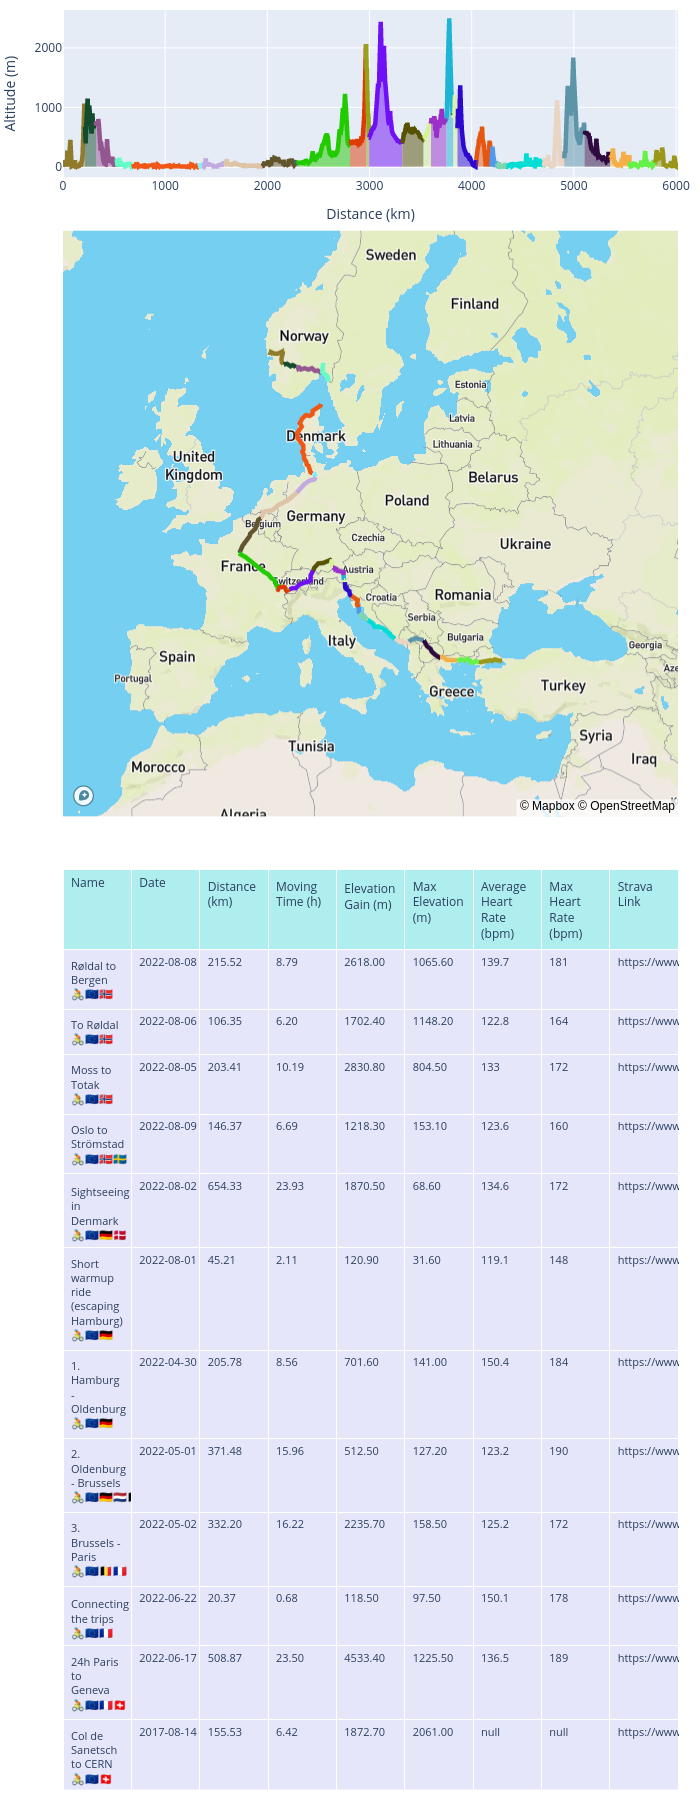 Altitude (m)
2000
1000
0
0
1000
2000
3000
4000
5000
6000
Distance (km)
Sweden
Finland
Norway
Estonia
Latvia
Denmark
Lithuania
United
Kingdom
Belarus
Poland
Germany
Belgium
Czechia
Ukraine
France
Austria
Switzerland
Romania
Croatia
Serbia
Bulgaria
Italy
Georgia
Spain
Portugal
Aze
Turkey
Greece
Syria
Tunisia
Iraq
Morocco
Algeria
© Mapbox © OpenStreetMap
Name Date Distance (km) Moving Time (h) Elevation Gain (m) Max Elevation (m) Average Heart Rate (bpm) Max Heart Rate (bpm) Strava Link
Røldal to
Bergen
🚴🇪🇺🇳🇴
2022-08-08 215.52 8.79 2618.00 1065.60 139.7 181 https://www
To Røldal
🚴🇪🇺🇳🇴
2022-08-06 106.35 6.20 1702.40 1148.20 122.8 164 https://www
Moss to
Totak
🚴🇪🇺🇳🇴
2022-08-05 203.41 10.19 2830.80 804.50 133 172 https://www
Oslo to
Strömstad
🚴🇪🇺🇳🇴🇸🇪
2022-08-09 146.37 6.69 1218.30 153.10 123.6 160 https://www
Sightseeing
in
Denmark
🚴🇪🇺🇩🇪🇩🇰
2022-08-02 654.33 23.93 1870.50 68.60 134.6 172 https://www
Short
warmup
ride
(escaping
Hamburg)
🚴🇪🇺🇩🇪
2022-08-01 45.21 2.11 120.90 31.60 119.1 148 https://www
1.
Hamburg
-
Oldenburg
🚴🇪🇺🇩🇪
2022-04-30 205.78 8.56 701.60 141.00 150.4 184 https://www
2.
Oldenburg
- Brussels
🚴🇪🇺🇩🇪🇳🇱
2022-05-01 371.48 15.96 512.50 127.20 123.2 190 https://www
3.
Brussels -
Paris
🚴🇪🇺🇧🇪🇫🇷
2022-05-02 332.20 16.22 2235.70 158.50 125.2 172 https://www
Connecting
the trips
🚴🇪🇺🇫🇷
2022-06-22 20.37 0.68 118.50 97.50 150.1 178 https://www
24h Paris
to
Geneva
🚴🇪🇺🇫🇷🇨🇭
2022-06-17 508.87 23.50 4533.40 1225.50 136.5 189 https://www
Col de
Sanetsch
to CERN
🚴🇪🇺🇨🇭
2017-08-14 155.53 6.42 1872.70 2061.00 null null https://www